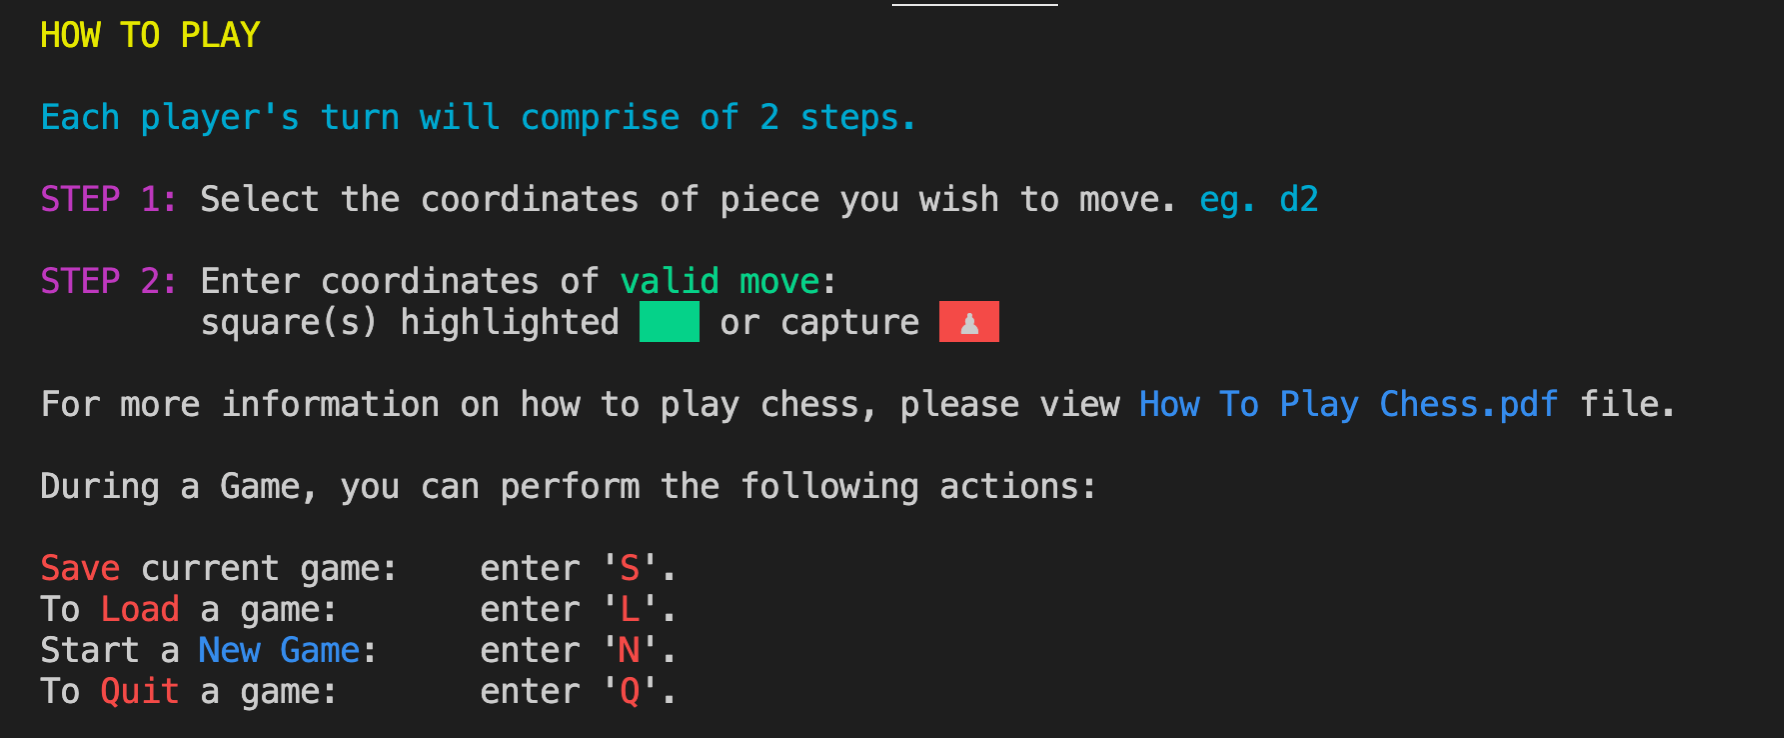 HOW TO PLAY
Each player's turn will comprise of 2 steps.
STEP 1: Select the coordinates of piece you wish to move. eg. d2
STEP 2: Enter coordinates of valid move:
square(s) highlighted or capture ♟
For more information on how to play chess, please view How To Play Chess.pdf file.
During a Game, you can perform the following actions:
Save current game: enter 'S'.
To Load a game: enter 'L'.
Start a New Game: enter 'N'.
To Quit a game: enter 'Q'.